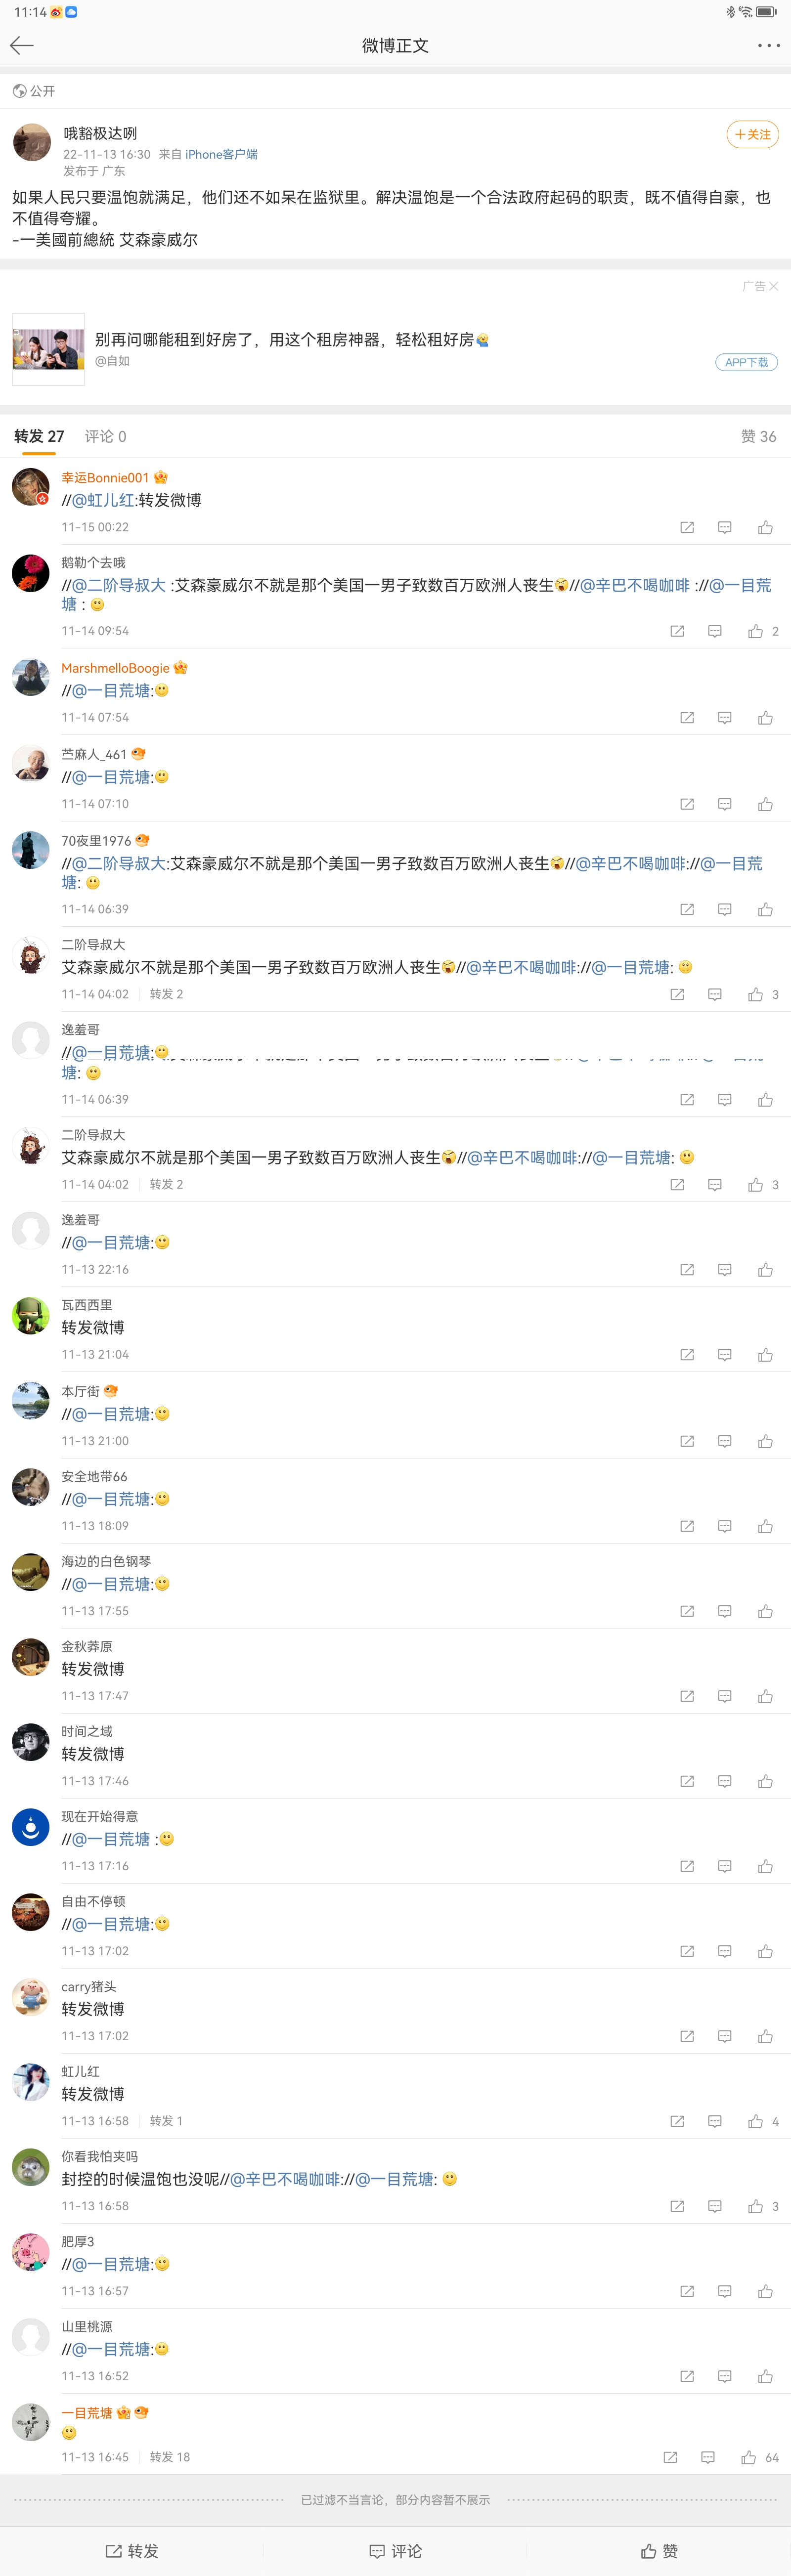 11:14
微博正文
公开
哦豁极达咧
22-11-13 16:30 来自 iPhone客户端
发布于 广东
+关注
如果人民只要温饱就满足，他们还不如呆在监狱里。解决温饱是一个合法政府起码的职责，既不值得自豪，也
不值得夸耀。
-一美國前總統 艾森豪威尔
广告
别再问哪能租到好房了，用这个租房神器，轻松租好房
@自如
APP下载
转发 27 评论 0 赞 36
幸运Bonnie001
//@虹儿红:转发微博
11-15 00:22
鹅勒个去哦
//@二阶导叔大 :艾森豪威尔不就是那个美国一男子致数百万欧洲人丧生//@辛巴不喝咖啡 ://@一目荒
塘 :
11-14 09:54 2
MarshmelloBoogie
//@一目荒塘:
11-14 07:54
苎麻人_461
//@一目荒塘:
11-14 07:10
70夜里1976
//@二阶导叔大:艾森豪威尔不就是那个美国一男子致数百万欧洲人丧生//@辛巴不喝咖啡://@一目荒
塘:
11-14 06:39
二阶导叔大
艾森豪威尔不就是那个美国一男子致数百万欧洲人丧生//@辛巴不喝咖啡://@一目荒塘:
11-14 04:02 转发 2 3
逸羞哥
//@一目荒塘:
塘:
11-14 06:39
二阶导叔大
艾森豪威尔不就是那个美国一男子致数百万欧洲人丧生//@辛巴不喝咖啡://@一目荒塘:
11-14 04:02 转发 2 3
逸羞哥
//@一目荒塘:
11-13 22:16
瓦西西里
转发微博
11-13 21:04
本厅街
//@一目荒塘:
11-13 21:00
安全地带66
//@一目荒塘:
11-13 18:09
海边的白色钢琴
//@一目荒塘:
11-13 17:55
金秋莽原
转发微博
11-13 17:47
时间之域
转发微博
11-13 17:46
现在开始得意
//@一目荒塘 :
11-13 17:16
自由不停顿
//@一目荒塘:
11-13 17:02
carry猪头
转发微博
11-13 17:02
虹儿红
转发微博
11-13 16:58 转发 1 4
你看我怕夹吗
封控的时候温饱也没呢//@辛巴不喝咖啡://@一目荒塘:
11-13 16:58 3
肥厚3
//@一目荒塘:
11-13 16:57
山里桃源
//@一目荒塘:
11-13 16:52
一目荒塘
11-13 16:45 转发 18 64
已过滤不当言论，部分内容暂不展示
转发 评论 赞